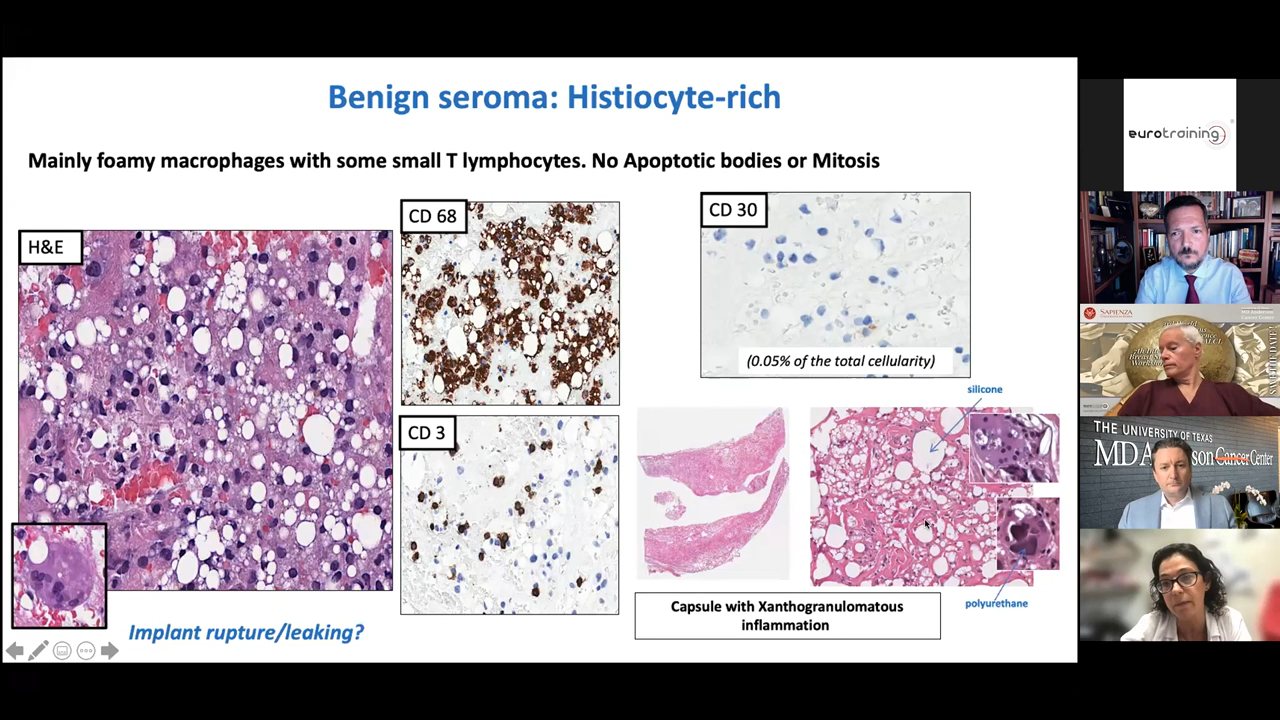 Benign seroma: Histiocyte-rich
Mainly foamy macrophages with some small T lymphocytes. No Apoptotic bodies or Mitosis
H&E
CD 68
CD 3
CD 30
(0.05% of the total cellularity)
silicone
polyurethane
Capsule with Xanthogranulomatous
inflammation
Implant rupture/leaking?
eurotraining
SAPIENZA
THE UNIVERSITY OF TEXAS
MD A son Cancer Center